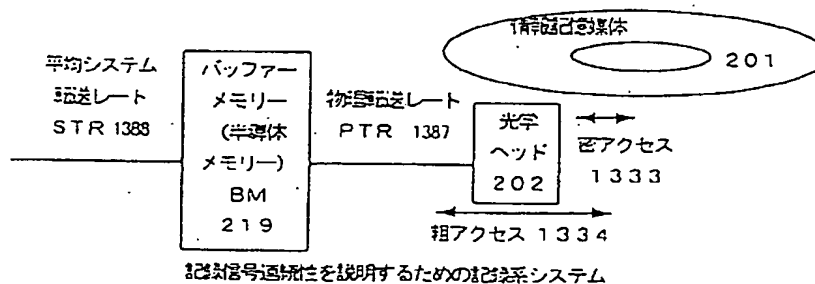 情報記憶媒体
201
平均システム
転送レート
STR 1388
バッファー
メモリー
(半導体
メモリー)
BM
219
物理転送レート
PTR 1387
光学
ヘッド
202
密アクセス
1333
粗アクセス 1334
記録信号連続性を説明するための記録系システム